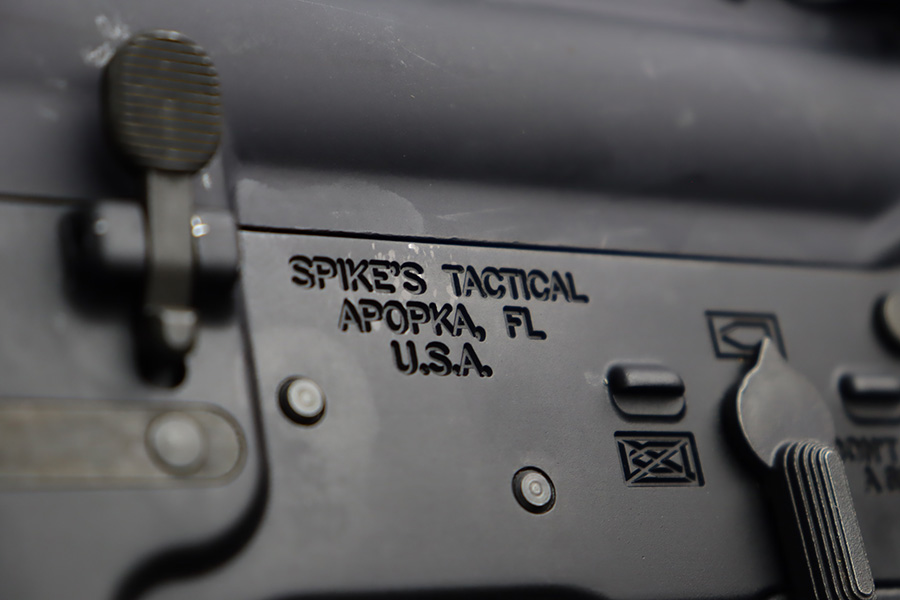 SPIKE'S TACTICAL
APOPKA, FL
U.S.A.